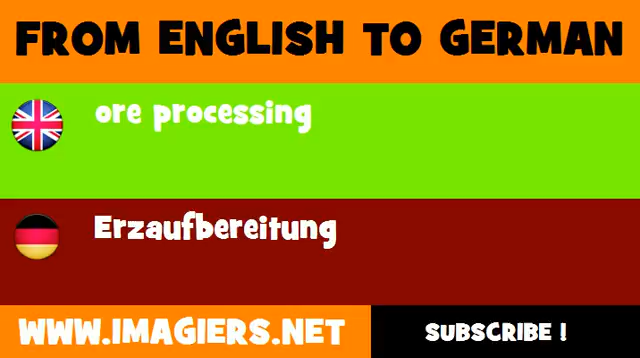 FROM ENGLISH TO GERMAN
ore processing
Erzaufbereitung
WWW.IMAGIERS.NET
SUBSCRIBE !